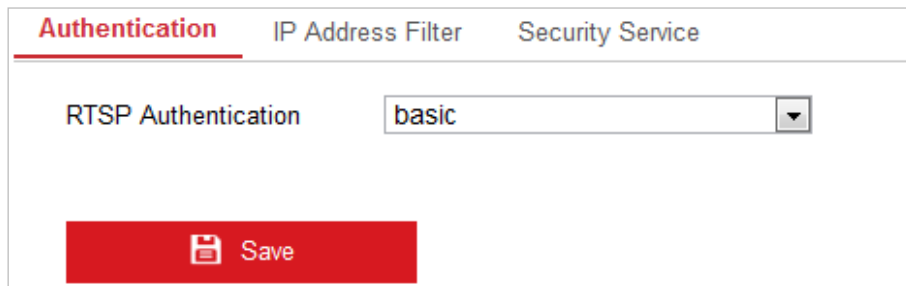 Authentication IP Address Filter Security Service
RTSP Authentication basic
Save